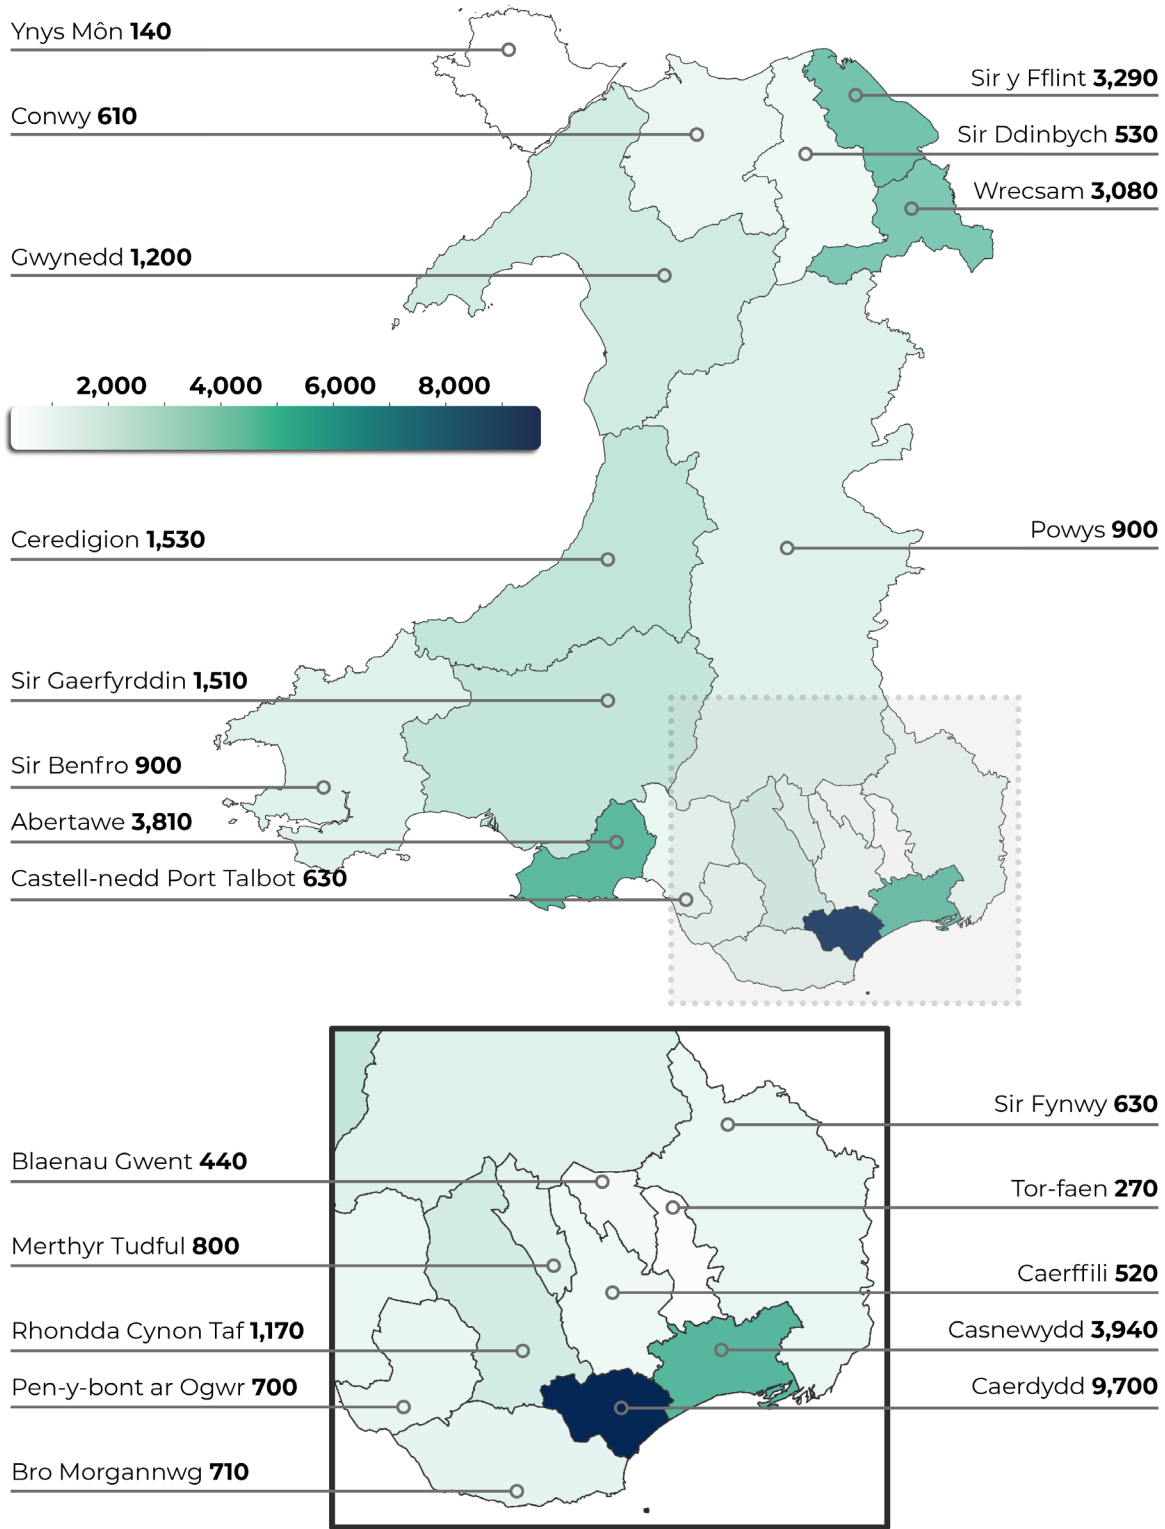 Ynys Môn 140
Sir y Fflint 3,290
Conwy 610
Sir Ddinbych 530
Wrecsam 3,080
Gwynedd 1,200
2,000 4,000 6,000 8,000
Powys 900
Ceredigion 1,530
Sir Gaerfyrddin 1,510
Sir Benfro 900
Abertawe 3,810
Castell-nedd Port Talbot 630
Sir Fynwy 630
Blaenau Gwent 440
Tor-faen 270
Merthyr Tudful 800
Caerffili 520
Rhondda Cynon Taf 1,170
Casnewydd 3,940
Pen-y-bont ar Ogwr 700
Caerdydd 9,700
Bro Morgannwg 710